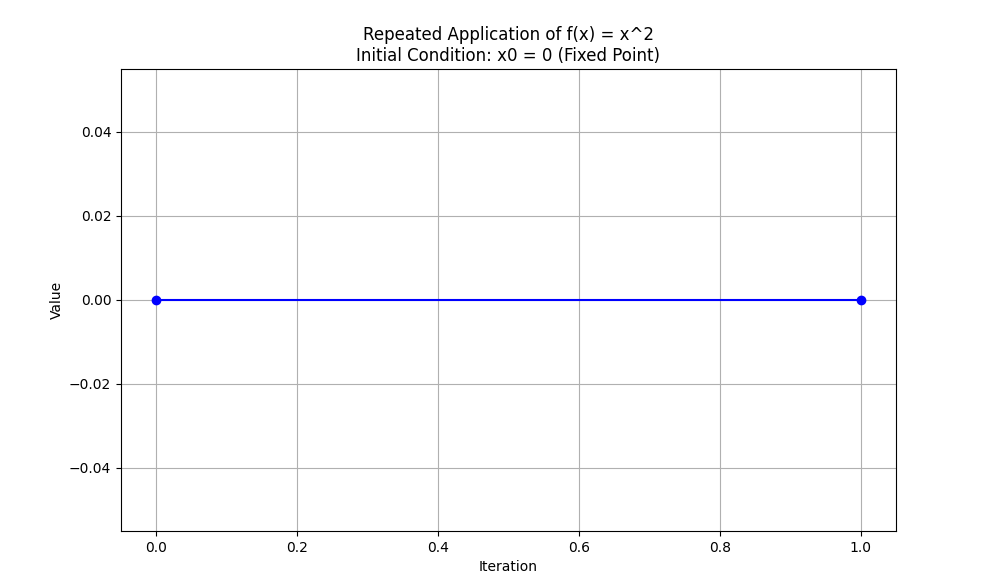 Repeated Application of f(x) = x^2
Initial Condition: x0 = 0 (Fixed Point)
Value
0.04
0.02
0.00
−0.02
−0.04
0.0 0.2 0.4 0.6 0.8 1.0
Iteration